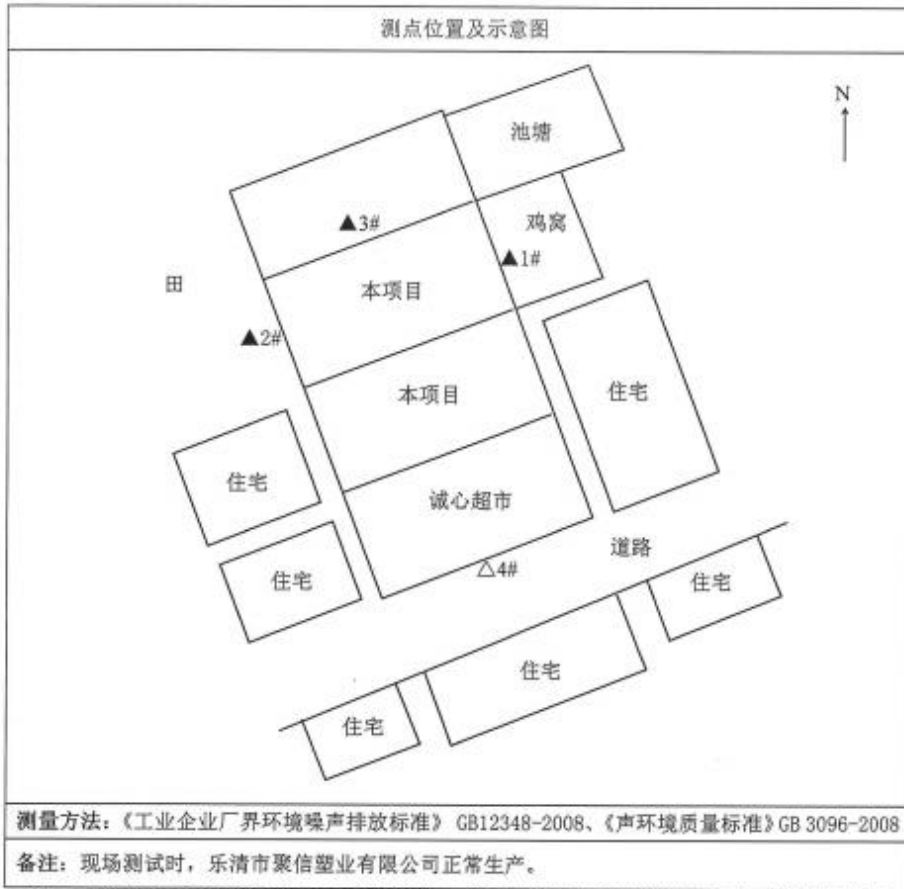 测点位置及示意图
N
池塘
▲3#
鸡窝
▲1#
田
本项目
▲2#
本项目
住宅
住宅
诚心超市
道路
△4#
住宅
住宅
住宅
住宅
测量方法：《工业企业厂界环境噪声排放标准》 GB12348-2008、《声环境质量标准》GB 3096-2008
备注：现场测试时，乐清市聚信塑业有限公司正常生产。